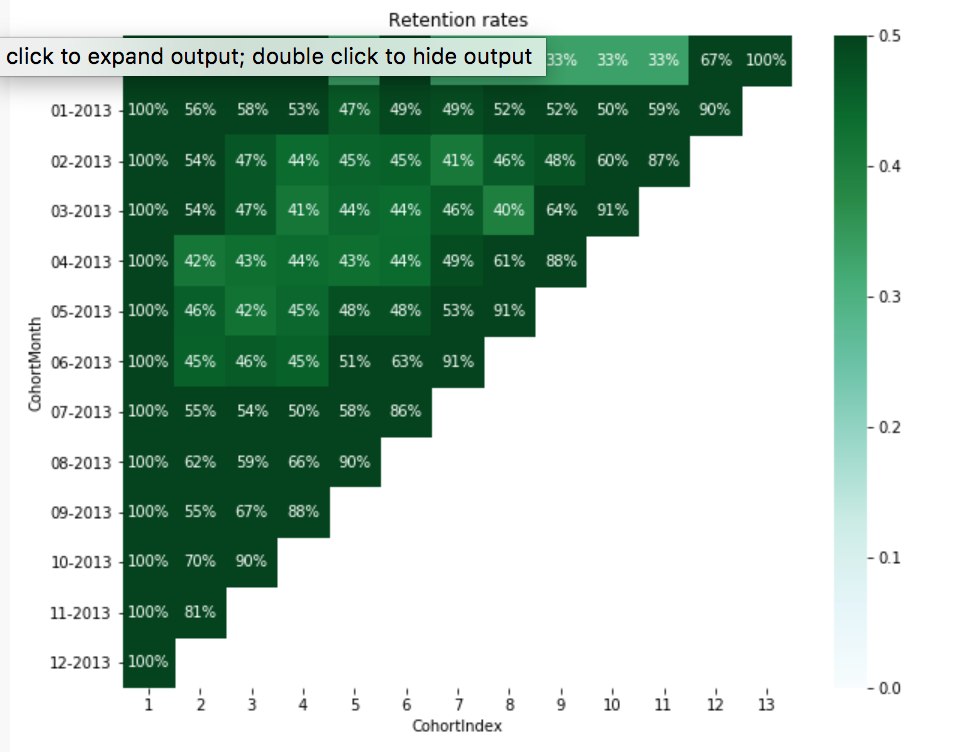 Retention rates
click to expand output; double click to hide output
33% 33% 33% 67% 100%
01-2013 100% 56% 58% 53% 47% 49% 49% 52% 52% 50% 59% 90%
02-2013 100% 54% 47% 44% 45% 45% 41% 46% 48% 60% 87%
03-2013 100% 54% 47% 41% 44% 44% 46% 40% 64% 91%
04-2013 100% 42% 43% 44% 43% 44% 49% 61% 88%
05-2013 100% 46% 42% 45% 48% 48% 53% 91%
06-2013 100% 45% 46% 45% 51% 63% 91%
07-2013 100% 55% 54% 50% 58% 86%
08-2013 100% 62% 59% 66% 90%
09-2013 100% 55% 67% 88%
10-2013 100% 70% 90%
11-2013 100% 81%
12-2013 100%
1 2 3 4 5 6 7 8 9 10 11 12 13
CohortIndex
CohortMonth
0.5
0.4
0.3
0.2
0.1
0.0